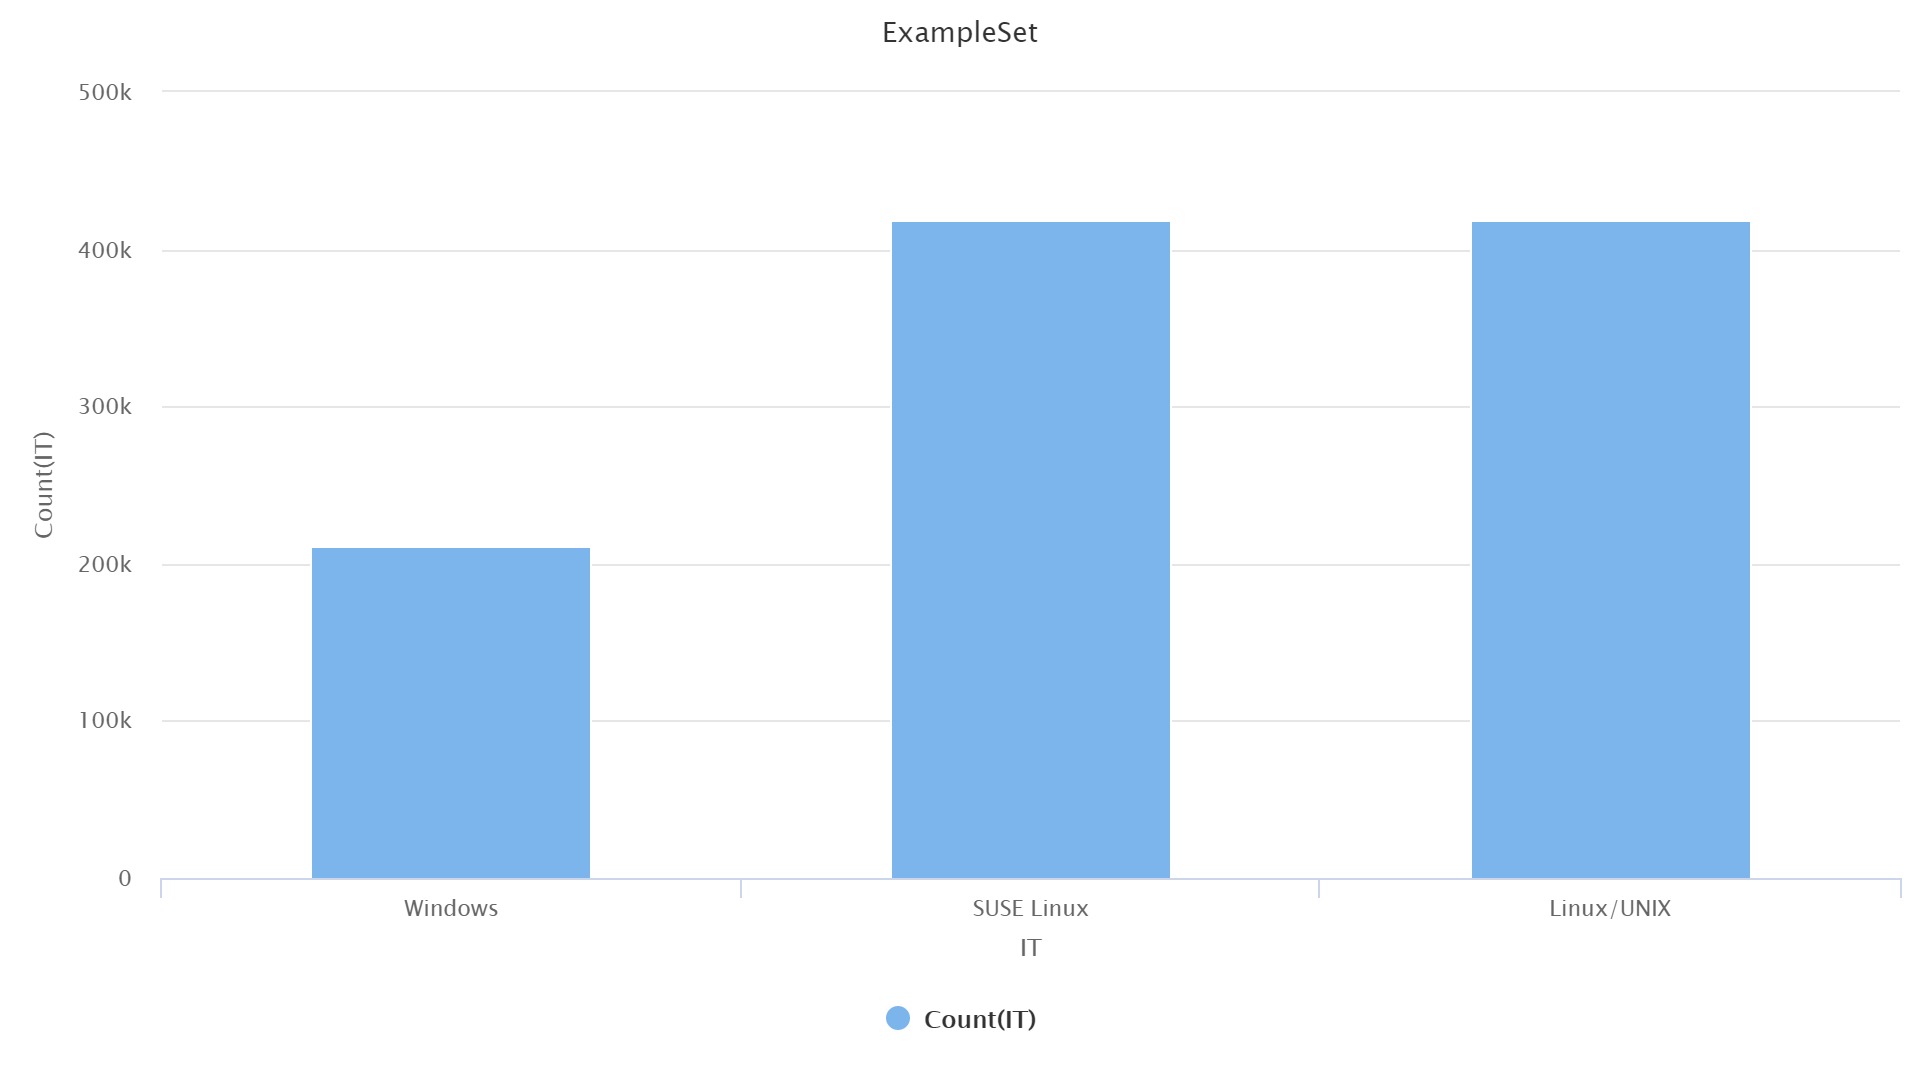 ExampleSet
500k
400k
300k
200k
100k
0
Count(IT)
Windows
SUSE Linux
Linux/UNIX
IT
Count(IT)